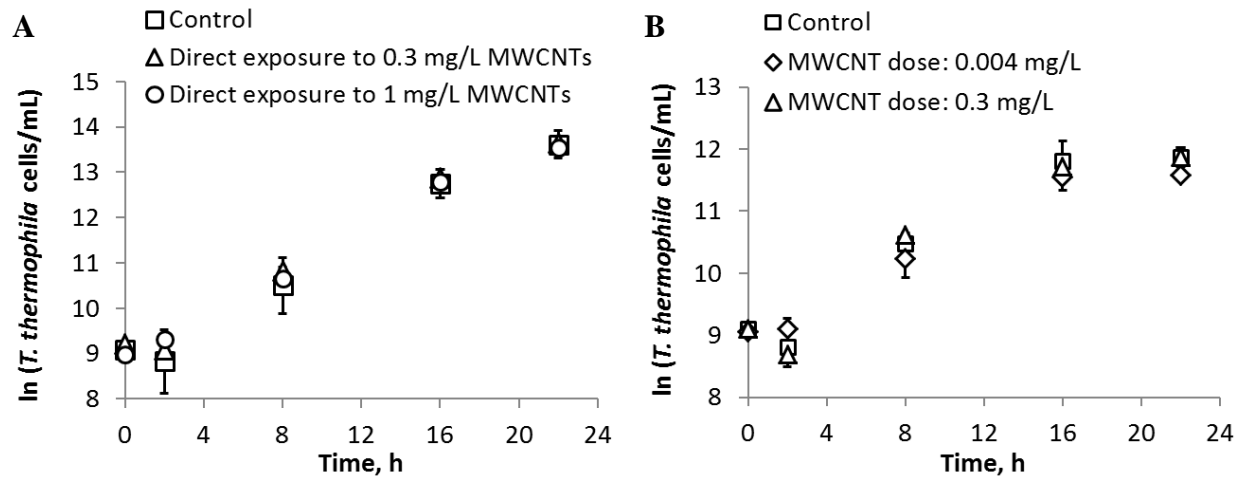 A
Control
Direct exposure to 0.3 mg/L MWCNTs
Direct exposure to 1 mg/L MWCNTs
15
14
13
12
11
10
9
8
ln (T. thermophila cells/mL)
0 4 8 12 16 20 24
Time, h
B
Control
MWCNT dose: 0.004 mg/L
MWCNT dose: 0.3 mg/L
13
12
11
10
9
8
ln (T. thermophila cells/mL)
0 4 8 12 16 20 24
Time, h